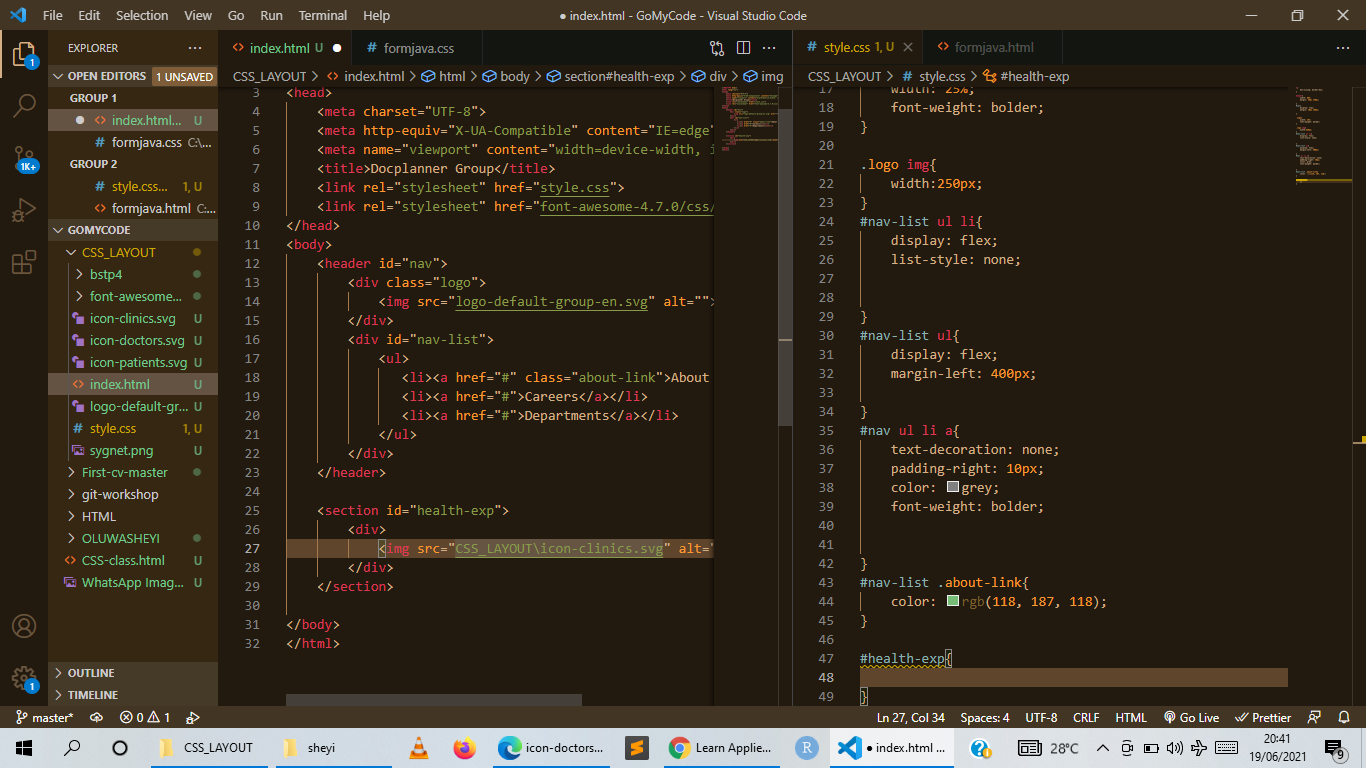 File Edit Selection View Go Run Terminal Help
● index.html - GoMyCode - Visual Studio Code
EXPLORER
OPEN EDITORS 1 UNSAVED
GROUP 1
index.html... U
formjava.css C:\...
GROUP 2
style.css... 1, U
formjava.html C:...
GOMYCODE
CSS_LAYOUT
bstp4
font-awesome...
icon-clinics.svg U
icon-doctors.svg U
icon-patients.svg U
index.html U
logo-default-gr... U
style.css 1, U
sygnet.png U
First-cv-master
git-workshop
HTML
OLUWASHEYI
CSS-class.html U
WhatsApp Imag... U
OUTLINE
TIMELINE
1
1K+
1
index.html U
formjava.css
CSS_LAYOUT > index.html > html > body > section#health-exp > div > img
3 <head>
4 <meta charset="UTF-8">
5 <meta http-equiv="X-UA-Compatible" content="IE=edge"
6 <meta name="viewport" content="width=device-width, i
7 <title>Docplanner Group</title>
8 <link rel="stylesheet" href="style.css">
9 <link rel="stylesheet" href="font-awesome-4.7.0/css/
10 </head>
11 <body>
12 <header id="nav">
13 <div class="logo">
14 <img src="logo-default-group-en.svg" alt="">
15 </div>
16 <div id="nav-list">
17 <ul>
18 <li><a href="#" class="about-link">About
19 <li><a href="#">Careers</a></li>
20 <li><a href="#">Departments</a></li>
21 </ul>
22 </div>
23 </header>
24
25 <section id="health-exp">
26 <div>
27 <img src="CSS_LAYOUT\icon-clinics.svg" alt="
28 </div>
29 </section>
30
31 </body>
32 </html>
style.css 1, U
formjava.html
CSS_LAYOUT > style.css > #health-exp
17 width: 25%;
18 font-weight: bolder;
19 }
20
21 .logo img{
22 width:250px;
23 }
24 #nav-list ul li{
25 display: flex;
26 list-style: none;
27
28
29 }
30 #nav-list ul{
31 display: flex;
32 margin-left: 400px;
33
34 }
35 #nav ul li a{
36 text-decoration: none;
37 padding-right: 10px;
38 color: grey;
39 font-weight: bolder;
40
41
42 }
43 #nav-list .about-link{
44 color: rgb(118, 187, 118);
45 }
46
47 #health-exp{
48
49 }
master* 0 1
Ln 27, Col 34 Spaces: 4 UTF-8 CRLF HTML Go Live Prettier
CSS_LAYOUT
sheyi
icon-doctors...
Learn Applie...
● index.html ...
28°C
20:41
19/06/2021
9